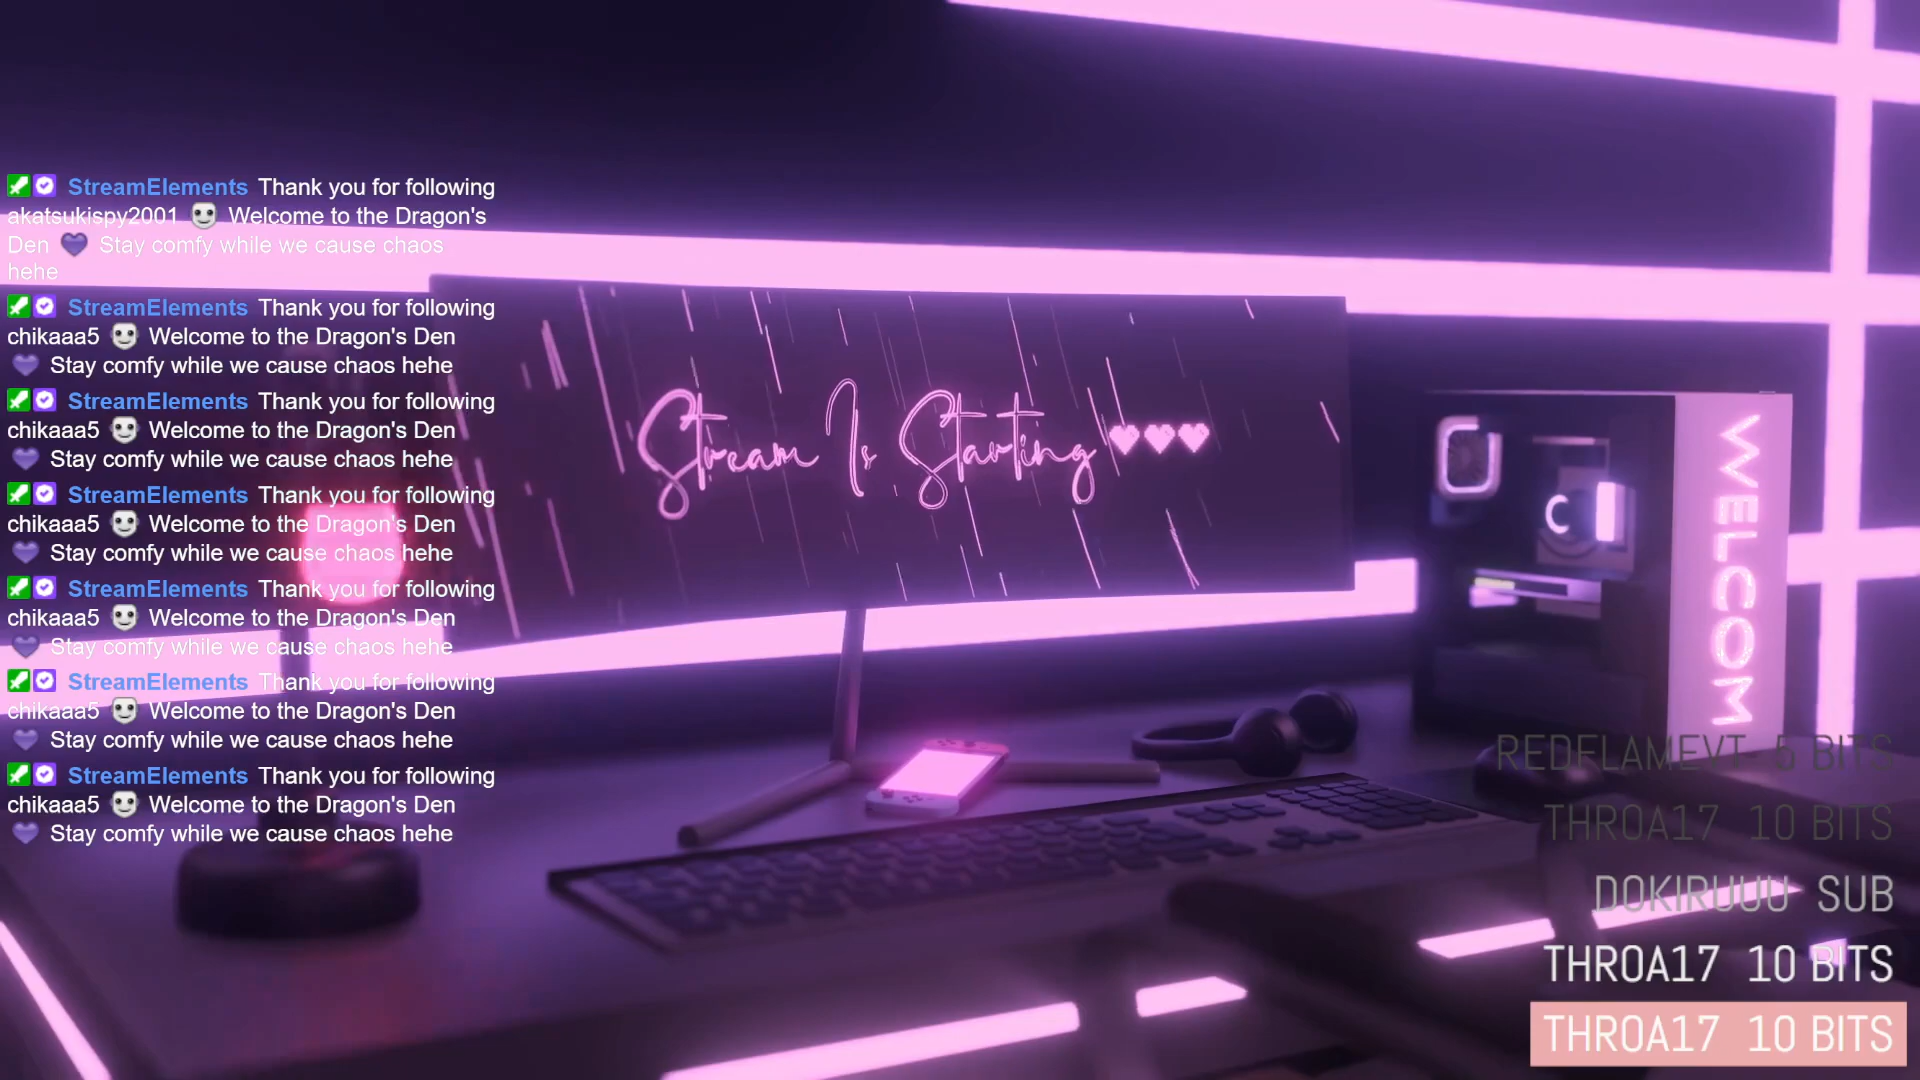 StreamElements Thank you for following
akatsukispy2001 Welcome to the Dragon's
Den 💜 Stay comfy while we cause chaos
hehe
StreamElements Thank you for following
chikaaa5 Welcome to the Dragon's Den
💜 Stay comfy while we cause chaos hehe
StreamElements Thank you for following
chikaaa5 Welcome to the Dragon's Den
💜 Stay comfy while we cause chaos hehe
StreamElements Thank you for following
chikaaa5 Welcome to the Dragon's Den
💜 Stay comfy while we cause chaos hehe
StreamElements Thank you for following
chikaaa5 Welcome to the Dragon's Den
💜 Stay comfy while we cause chaos hehe
StreamElements Thank you for following
chikaaa5 Welcome to the Dragon's Den
💜 Stay comfy while we cause chaos hehe
StreamElements Thank you for following
chikaaa5 Welcome to the Dragon's Den
💜 Stay comfy while we cause chaos hehe
Stream Is Starting
WELCOM
REDFLAMEVT 5 BITS
THROA17 10 BITS
DOKIRUUU SUB
THROA17 10 BITS
THROA17 10 BITS